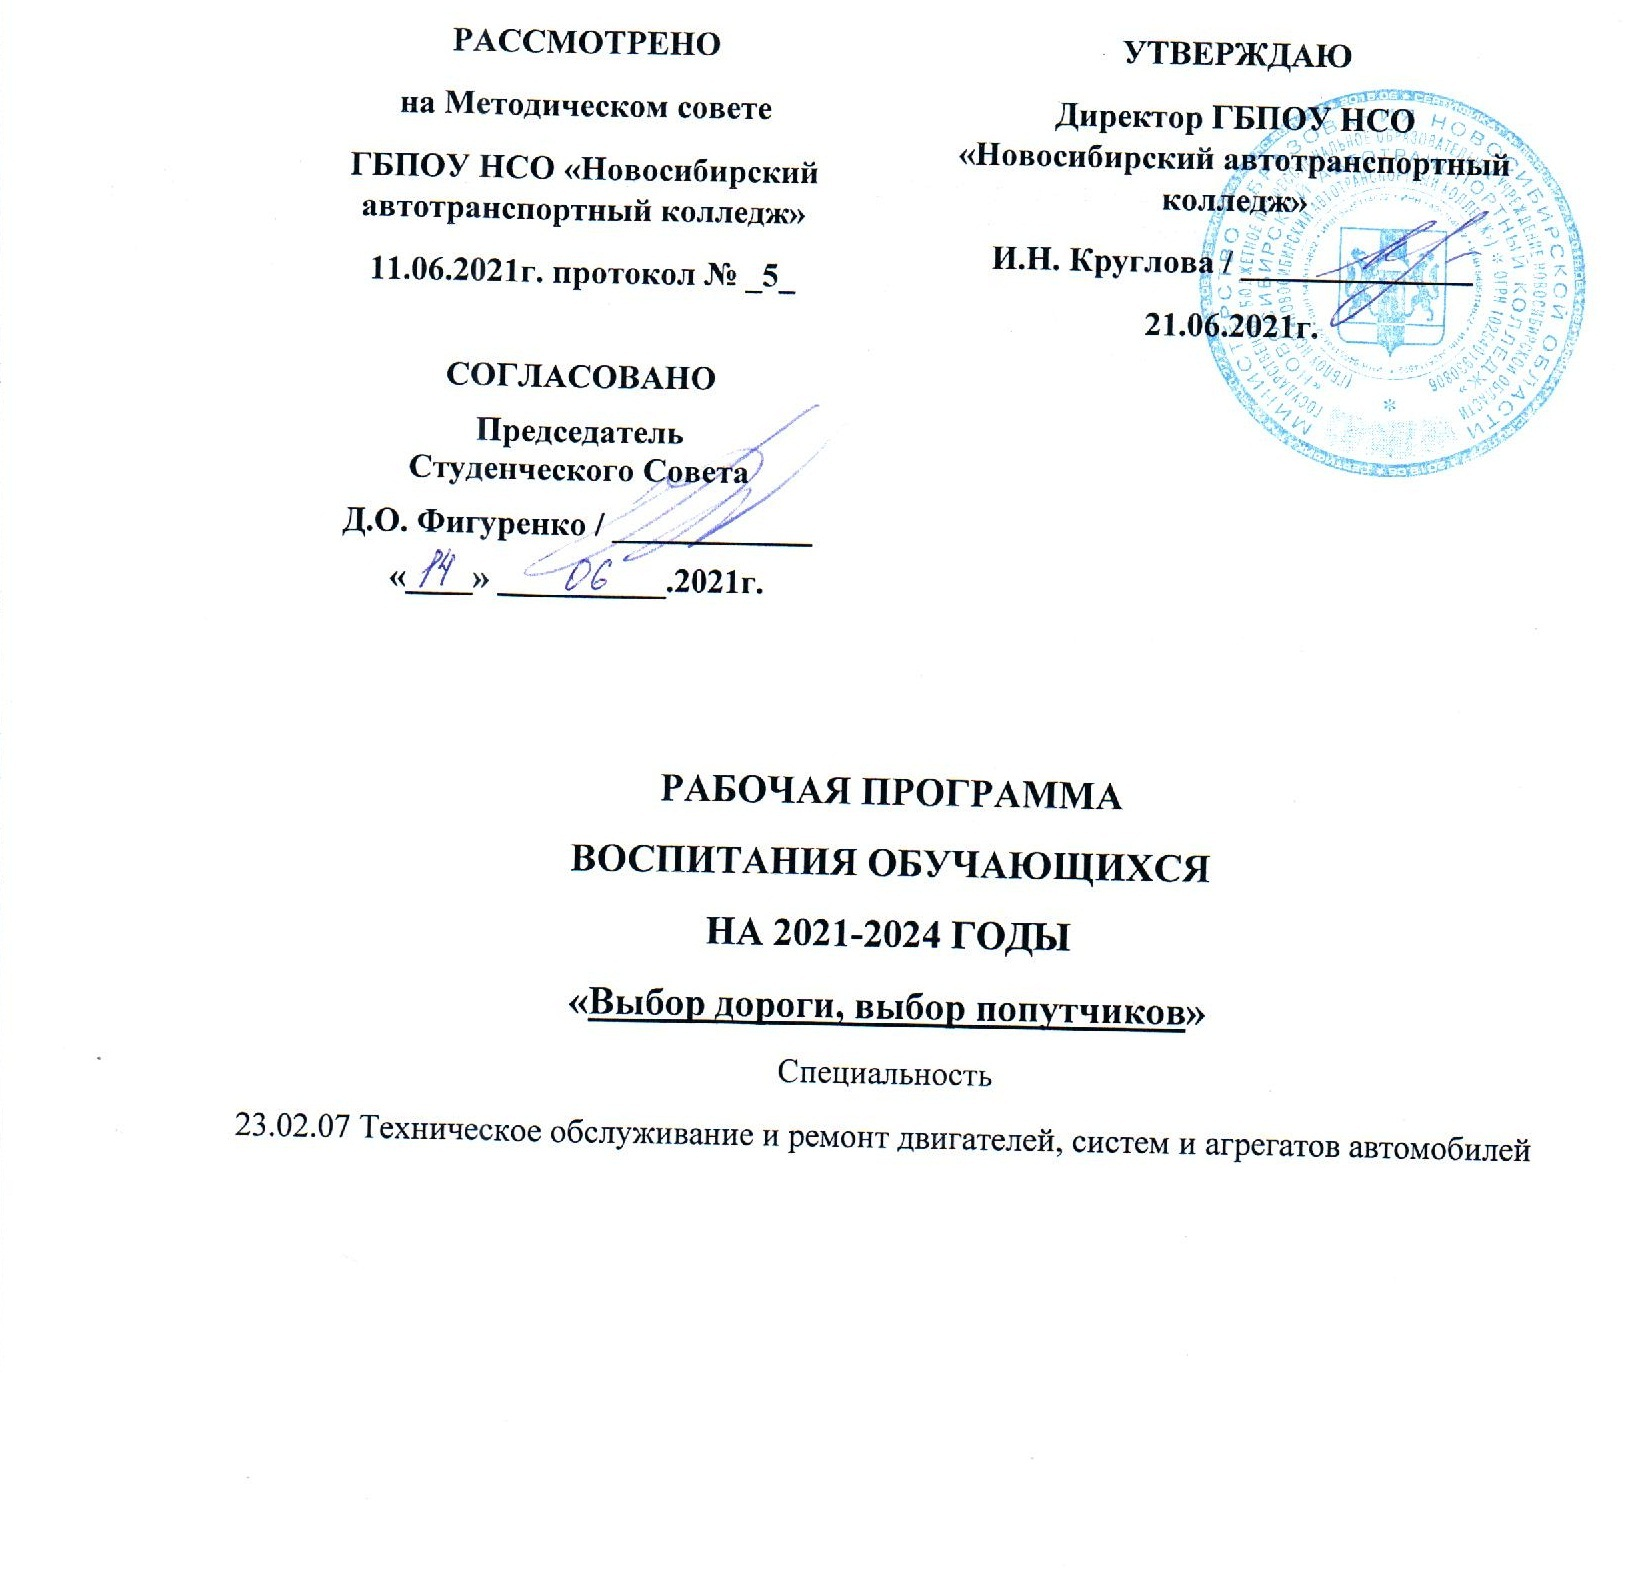 РАССМОТРЕНО
на Методическом совете
ГБПОУ НСО «Новосибирский
автотранспортный колледж»
11.06.2021г. протокол № _5_
СОГЛАСОВАНО
Председатель
Студенческого Совета
Д.О. Фигуренко / ____________
«14» 06 .2021г.
УТВЕРЖДАЮ
Директор ГБПОУ НСО
«Новосибирский автотранспортный
колледж»
И.Н. Круглова / ______________
21.06.2021г.
РАБОЧАЯ ПРОГРАММА
ВОСПИТАНИЯ ОБУЧАЮЩИХСЯ
НА 2021-2024 ГОДЫ
«Выбор дороги, выбор попутчиков»
Специальность
23.02.07 Техническое обслуживание и ремонт двигателей, систем и агрегатов автомобилей